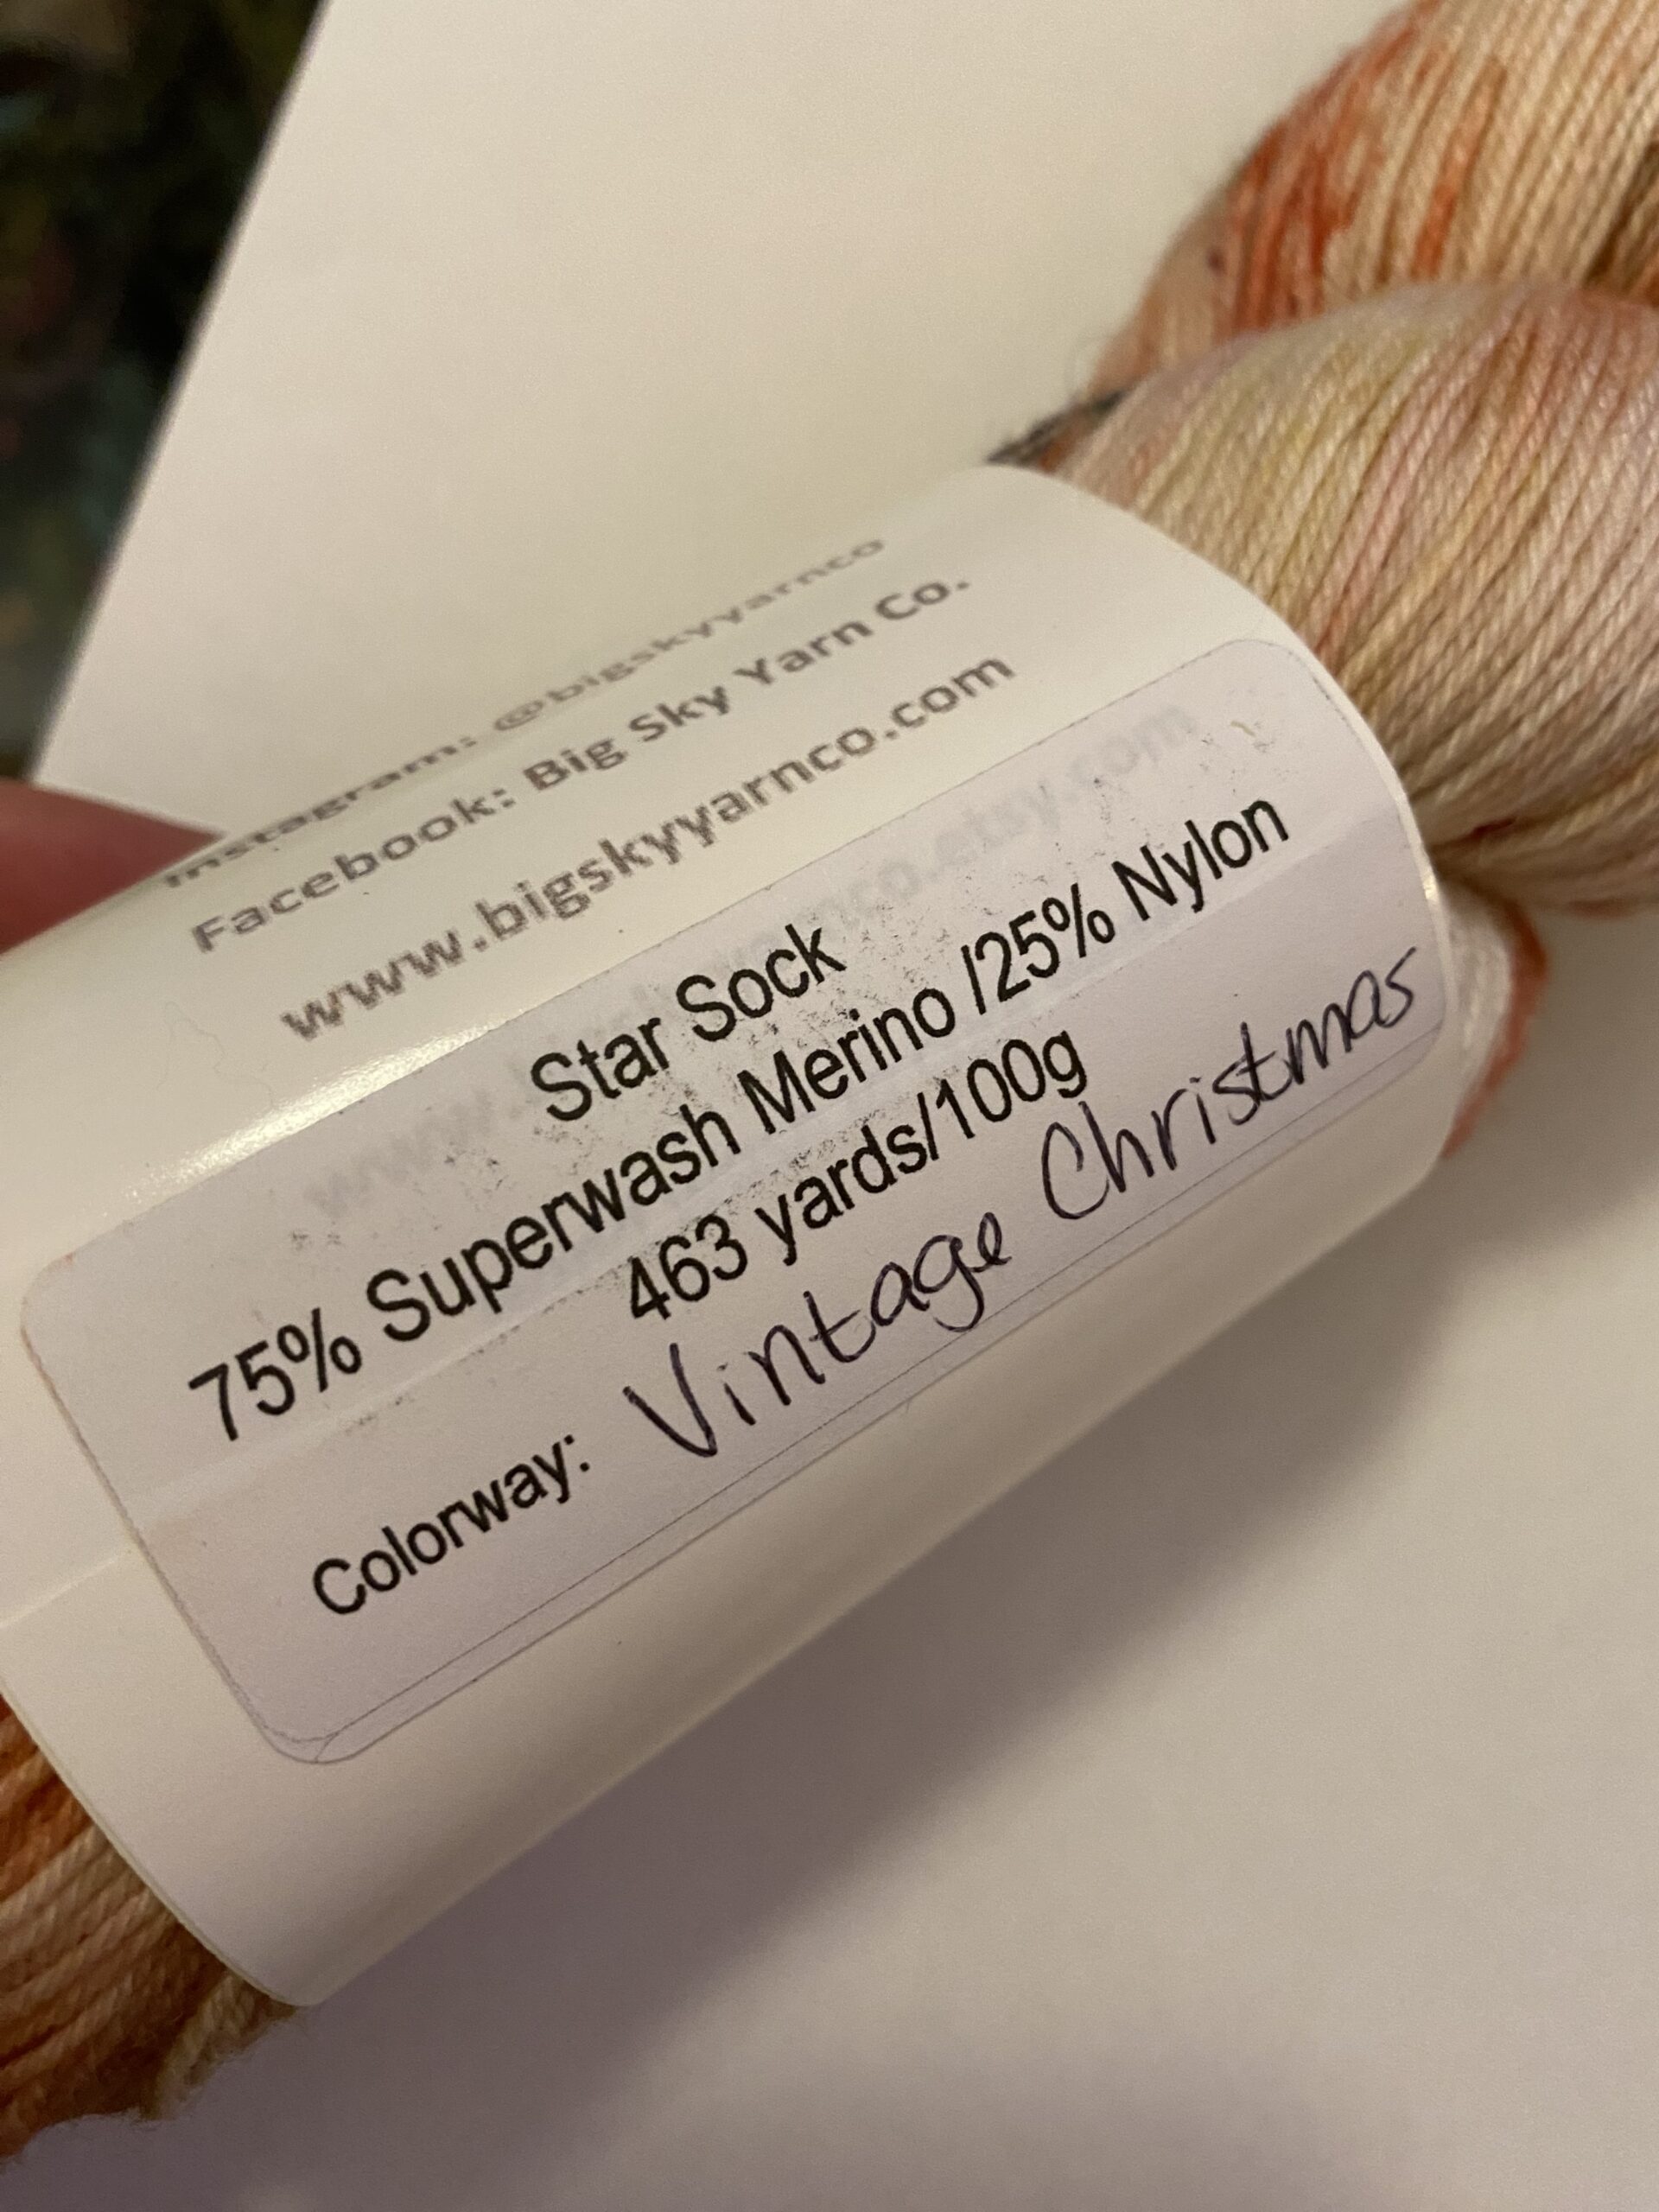 Instagram: @bigskyyarnco
Facebook: Big Sky Yarn Co.
www.bigskyyarnco.com
Star Sock
75% Superwash Merino /25% Nylon
463 yards/100g
Colorway: Vintage Christmas